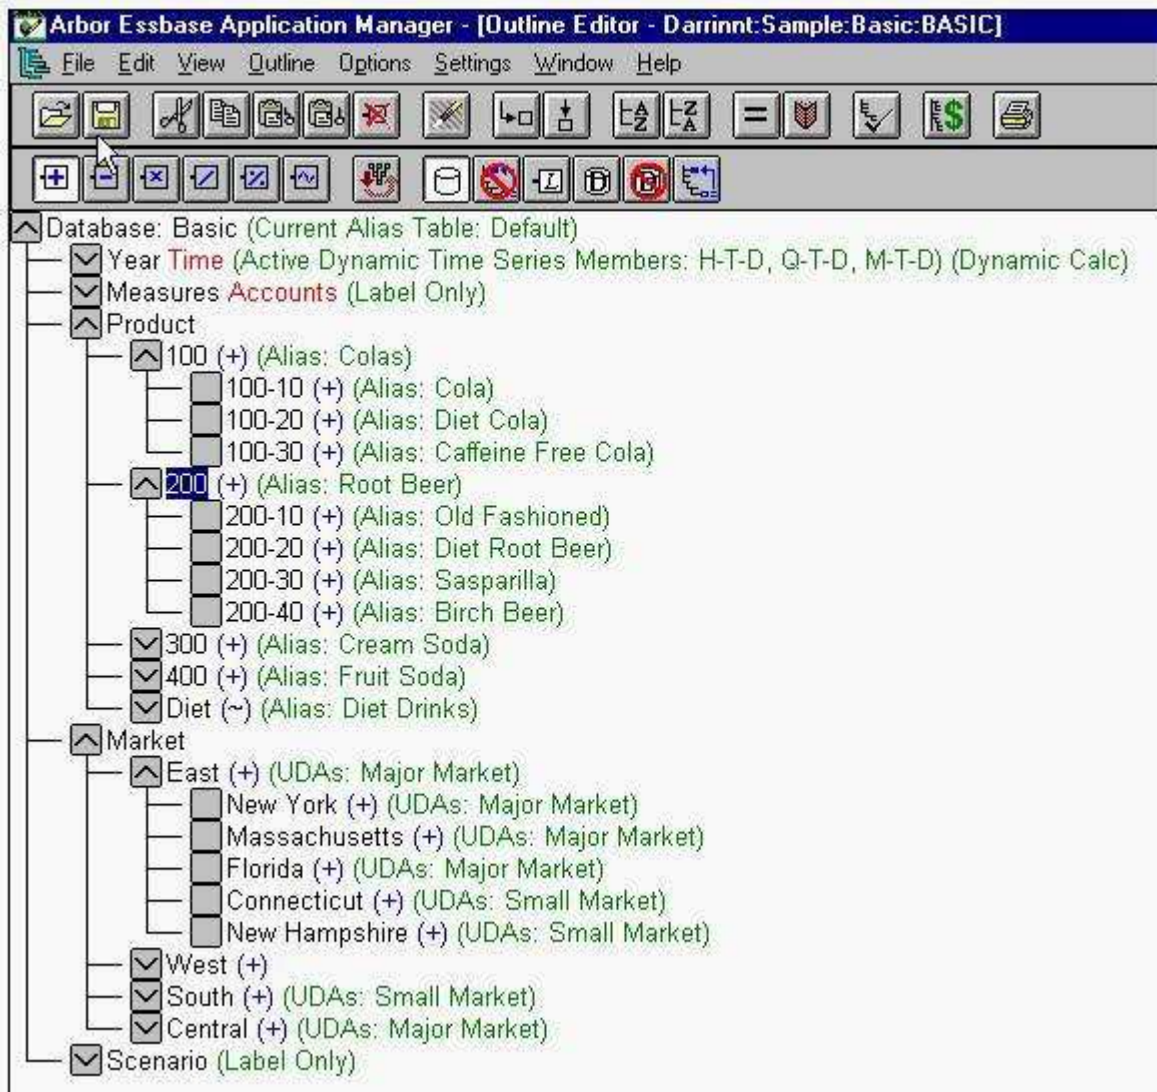 Arbor Essbase Application Manager - [Outline Editor - Darrinnt:Sample:Basic:BASIC]
File Edit View Outline Options Settings Window Help
Database: Basic (Current Alias Table: Default)
Year Time (Active Dynamic Time Series Members: H-T-D, Q-T-D, M-T-D) (Dynamic Calc)
Measures Accounts (Label Only)
Product
100 (+) (Alias: Colas)
100-10 (+) (Alias: Cola)
100-20 (+) (Alias: Diet Cola)
100-30 (+) (Alias: Caffeine Free Cola)
200 (+) (Alias: Root Beer)
200-10 (+) (Alias: Old Fashioned)
200-20 (+) (Alias: Diet Root Beer)
200-30 (+) (Alias: Sasparilla)
200-40 (+) (Alias: Birch Beer)
300 (+) (Alias: Cream Soda)
400 (+) (Alias: Fruit Soda)
Diet (~) (Alias: Diet Drinks)
Market
East (+) (UDAs: Major Market)
New York (+) (UDAs: Major Market)
Massachusetts (+) (UDAs: Major Market)
Florida (+) (UDAs: Major Market)
Connecticut (+) (UDAs: Small Market)
New Hampshire (+) (UDAs: Small Market)
West (+)
South (+) (UDAs: Small Market)
Central (+) (UDAs: Major Market)
Scenario (Label Only)